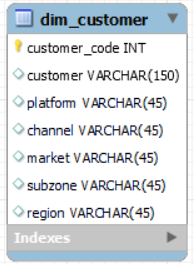 dim_customer
customer_code INT
customer VARCHAR(150)
platform VARCHAR(45)
channel VARCHAR(45)
market VARCHAR(45)
subzone VARCHAR(45)
region VARCHAR(45)
Indexes